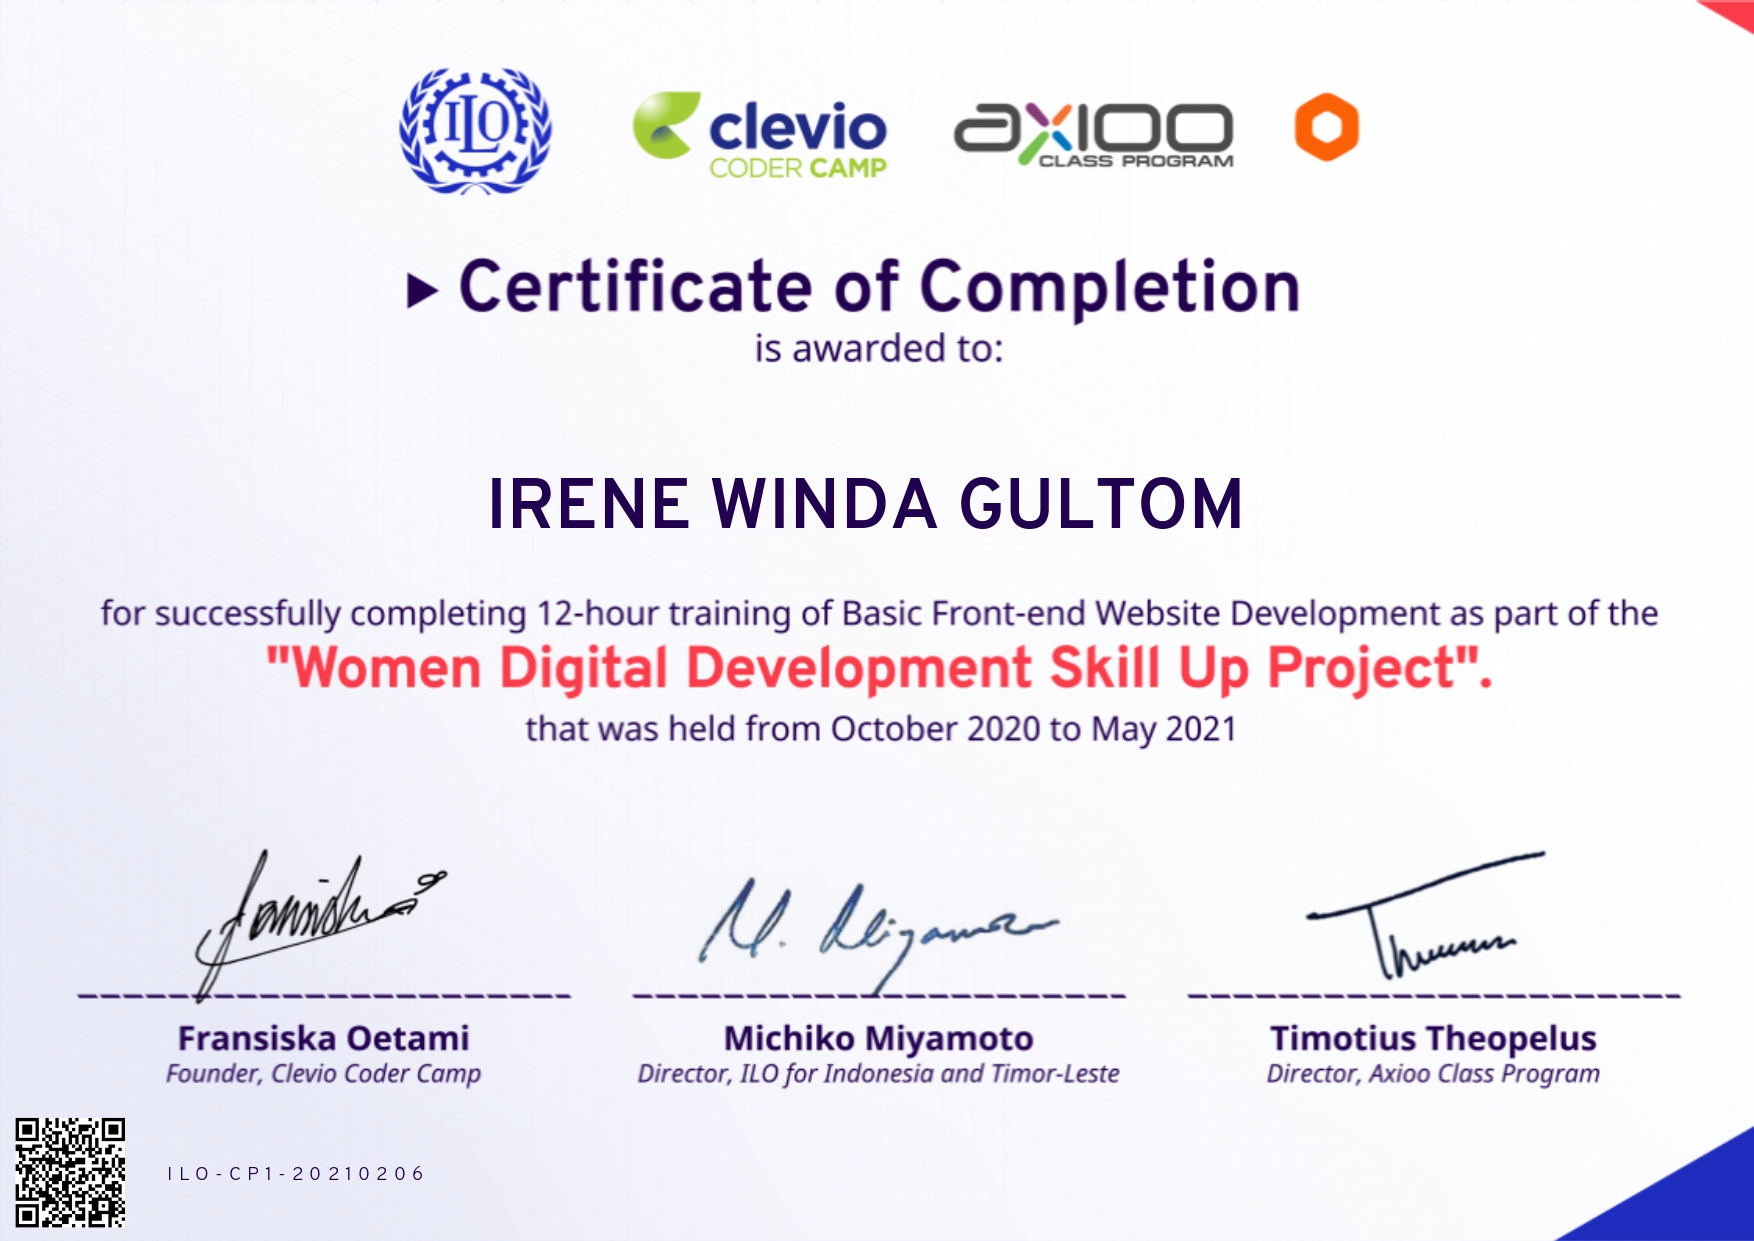 ILO
clevio
CODER CAMP
axioo
CLASS PROGRAM
Certificate of Completion
is awarded to:
IRENE WINDA GULTOM
for successfully completing 12-hour training of Basic Front-end Website Development as part of the
"Women Digital Development Skill Up Project".
that was held from October 2020 to May 2021
Fransiska Oetami
Founder, Clevio Coder Camp
M. Miyamoto
Michiko Miyamoto
Director, ILO for Indonesia and Timor-Leste
Timotius Theopelus
Director, Axioo Class Program
ILO-CP1-20210206